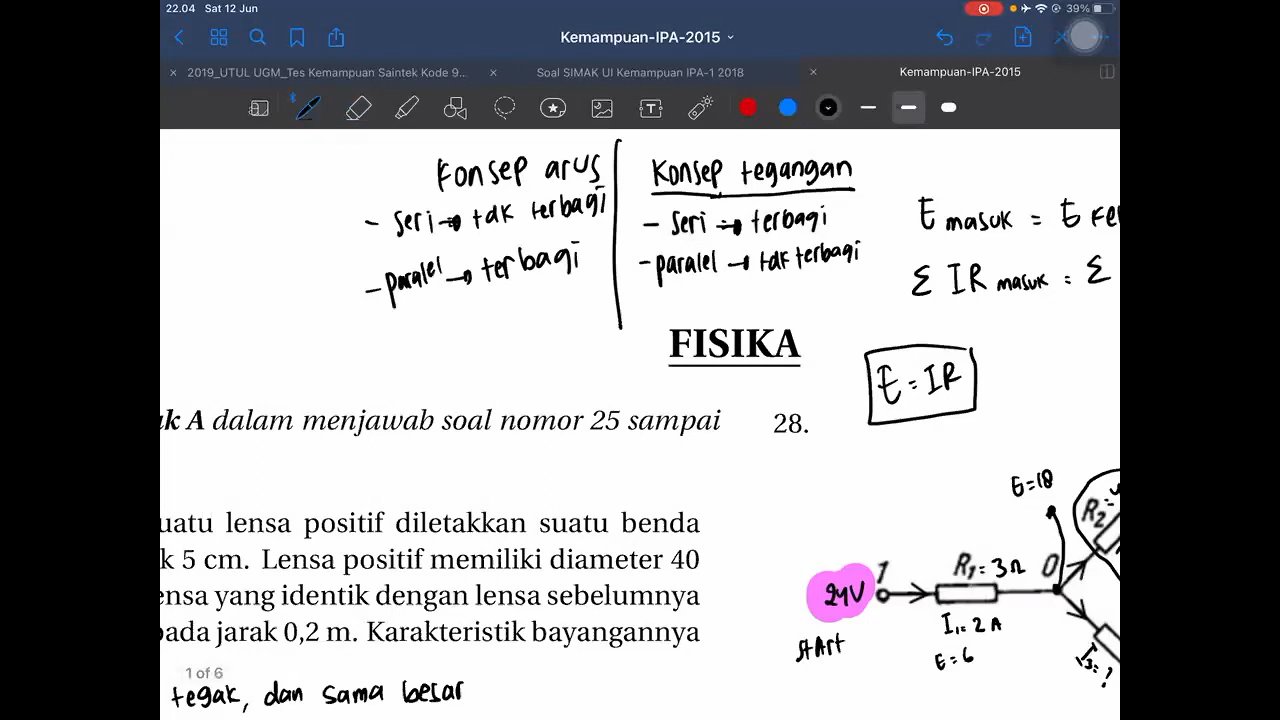 22.04 Sat 12 Jun
39%
Kemampuan-IPA-2015
2019_UTUL UGM_Tes Kemampuan Saintek Kode 9...
Soal SIMAK UI Kemampuan IPA-1 2018
Kemampuan-IPA-2015
Konsep arus
- seri → tdk terbagi
- paralel → terbagi
Konsep tegangan
- seri → terbagi
- paralel → tdk terbagi
E masuk = E
Σ IR masuk = Σ
FISIKA
E = IR
A dalam menjawab soal nomor 25 sampai
28.
uatu lensa positif diletakkan suatu benda
k 5 cm. Lensa positif memiliki diameter 40
ensa yang identik dengan lensa sebelumnya
pada jarak 0,2 m. Karakteristik bayangannya
E=18
R2
24V
1
R1 = 3Ω
0
I1 = 2 A
start
E = 6
I3 = ?
1 of 6
tegak, dan sama besar